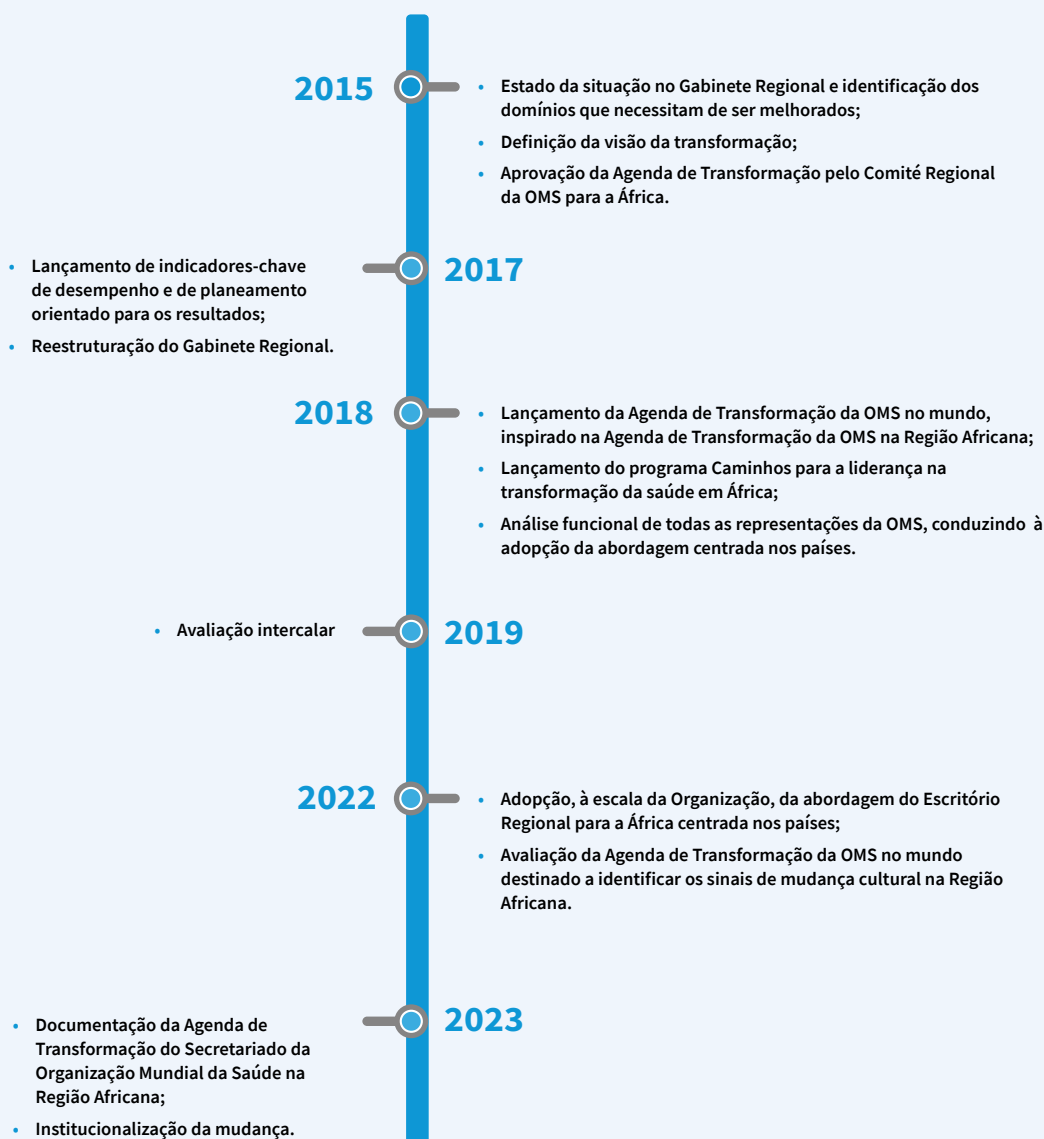 2015
• Estado da situação no Gabinete Regional e identificação dos
domínios que necessitam de ser melhorados;
• Definição da visão da transformação;
• Aprovação da Agenda de Transformação pelo Comité Regional
da OMS para a África.
2017
• Lançamento de indicadores-chave
de desempenho e de planeamento
orientado para os resultados;
• Reestruturação do Gabinete Regional.
2018
• Lançamento da Agenda de Transformação da OMS no mundo,
inspirado na Agenda de Transformação da OMS na Região Africana;
• Lançamento do programa Caminhos para a liderança na
transformação da saúde em África;
• Análise funcional de todas as representações da OMS, conduzindo à
adopção da abordagem centrada nos países.
2019
• Avaliação intercalar
2022
• Adopção, à escala da Organização, da abordagem do Escritório
Regional para a África centrada nos países;
• Avaliação da Agenda de Transformação da OMS no mundo
destinado a identificar os sinais de mudança cultural na Região
Africana.
2023
• Documentação da Agenda de
Transformação do Secretariado da
Organização Mundial da Saúde na
Região Africana;
• Institucionalização da mudança.